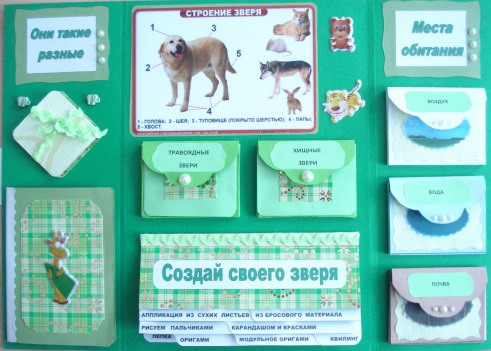 Они такие
разные
СТРОЕНИЕ ЗВЕРЯ
1
2
3
4
5
1 - ГОЛОВА; 2 - ШЕЯ; 3 - ТУЛОВИЩЕ (ПОКРЫТО ШЕРСТЬЮ); 4 - ЛАПЫ;
5 - ХВОСТ.
Места
обитания
ТРАВОЯДНЫЕ
ЗВЕРИ
ХИЩНЫЕ
ЗВЕРИ
ВОЗДУХ
ВОДА
ПОЧВА
Создай своего зверя
АППЛИКАЦИЯ ИЗ СУХИХ ЛИСТЬЕВ
ИЗ БРОСОВОГО МАТЕРИАЛА
РИСУЕМ ПАЛЬЧИКАМИ
КАРАНДАШОМ И КРАСКАМИ
ЛЕПКА
ОРИГАМИ
МОДУЛЬНОЕ ОРИГАМИ
КВИЛИНГ